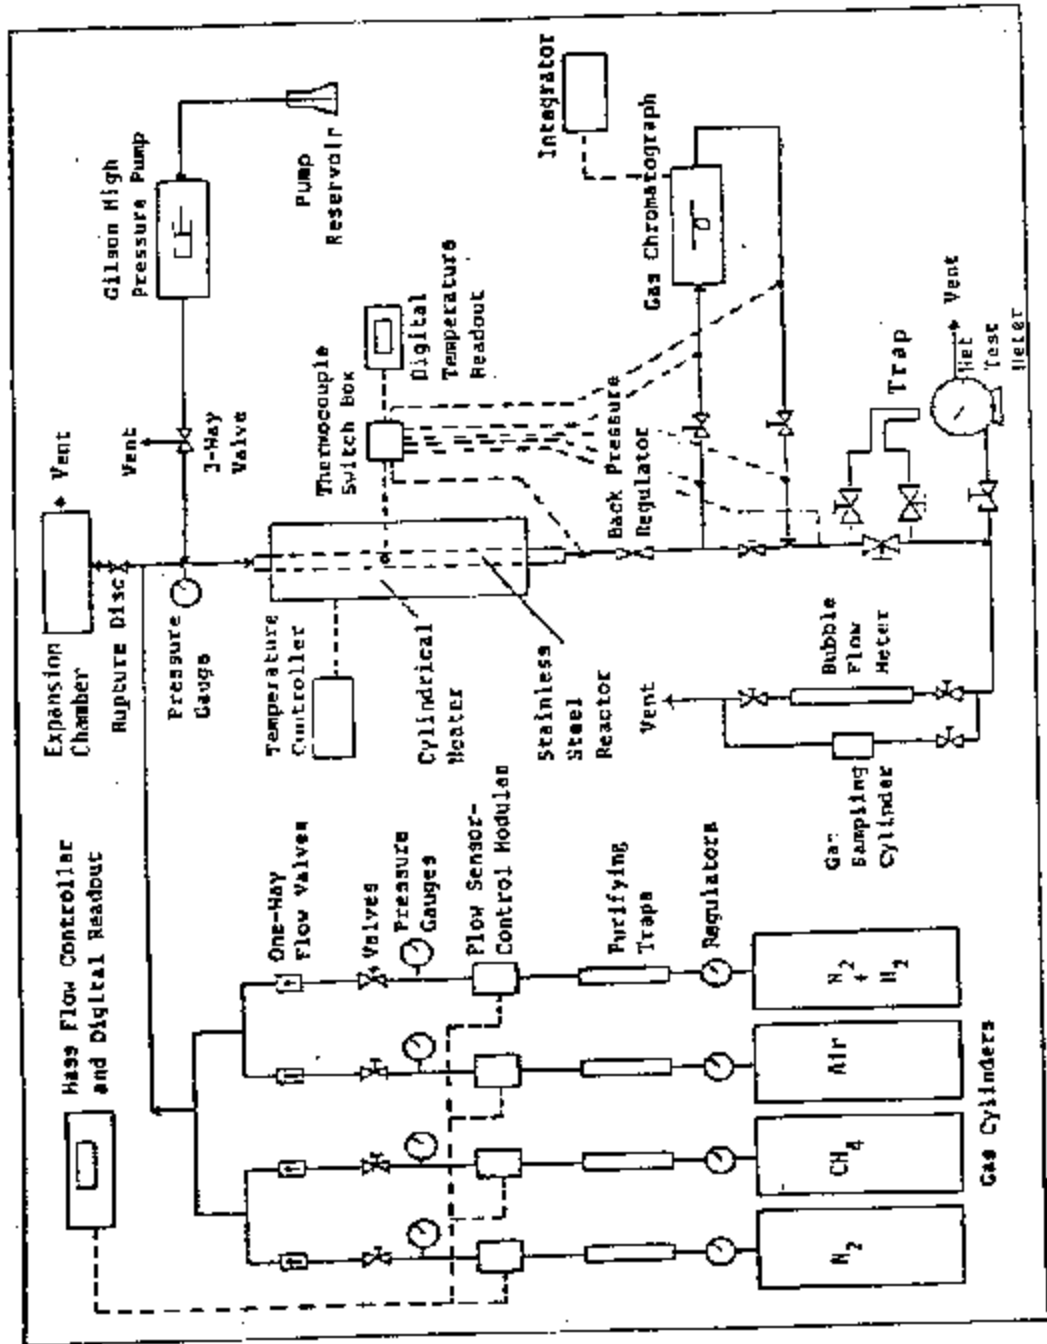 Mass Flow Controller
and Digital Readout
One-Way
Flow Valves
Valves
Pressure
Gauges
Flow Sensor-
Control Modules
Purifying
Traps
Regulators
N2
CH4
Air
N2
+
H2
Gas Cylinders
Expansion
Chamber
Vent
Rupture Disc
Pressure
Gauge
Vent
3-Way
Valve
Gilson High
Pressure Pump
Pump
Reservoir
Temperature
Controller
Cylindrical
Heater
Stainless
Steel
Reactor
Thermocouple
Switch Box
Digital
Temperature
Readout
Back Pressure
Regulator
Integrator
Gas Chromatograph
Trap
Vent
Wet
Test
Meter
Vent
Bubble
Flow
Meter
Gas
Sampling
Cylinder